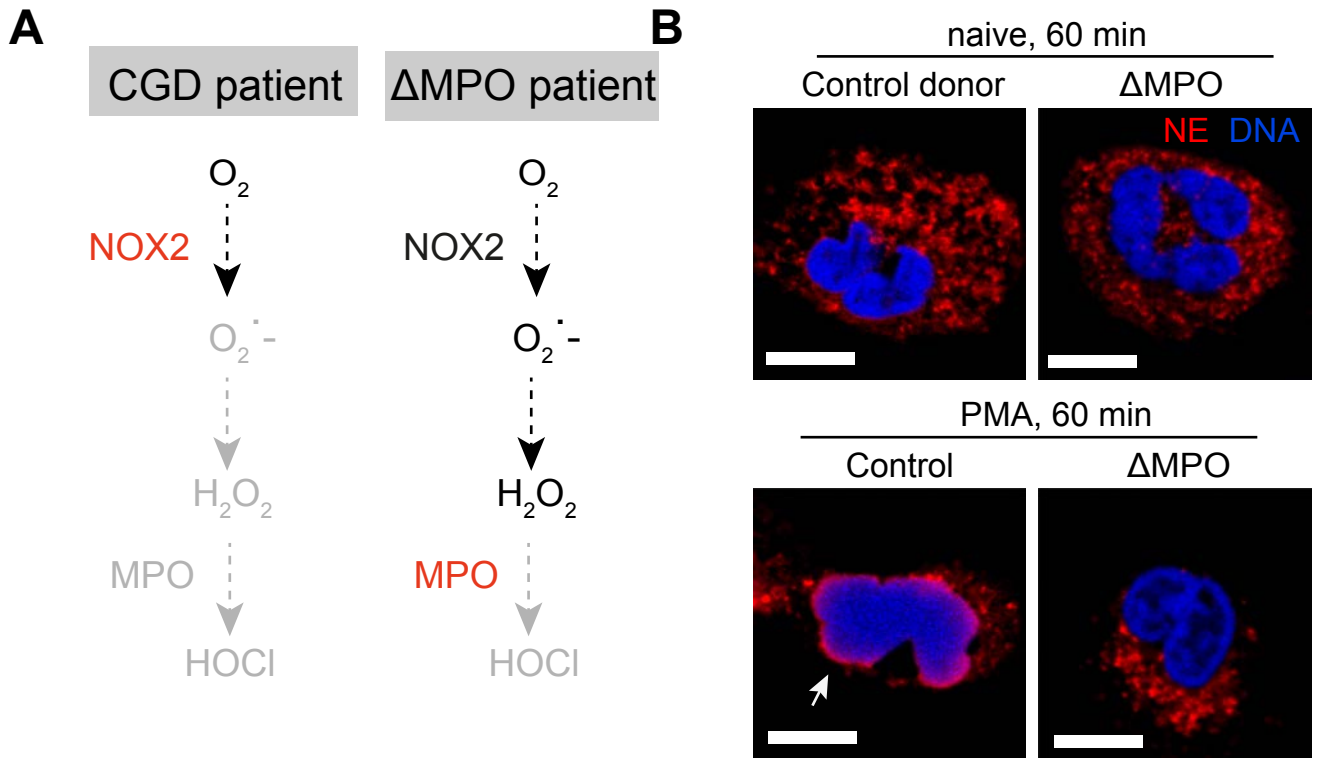 A
CGD patient
ΔMPO patient
O2
NOX2
O2˙-
H2O2
MPO
HOCl
O2
NOX2
O2˙-
H2O2
MPO
HOCl
B
naive, 60 min
Control donor
ΔMPO
NE DNA
PMA, 60 min
Control
ΔMPO